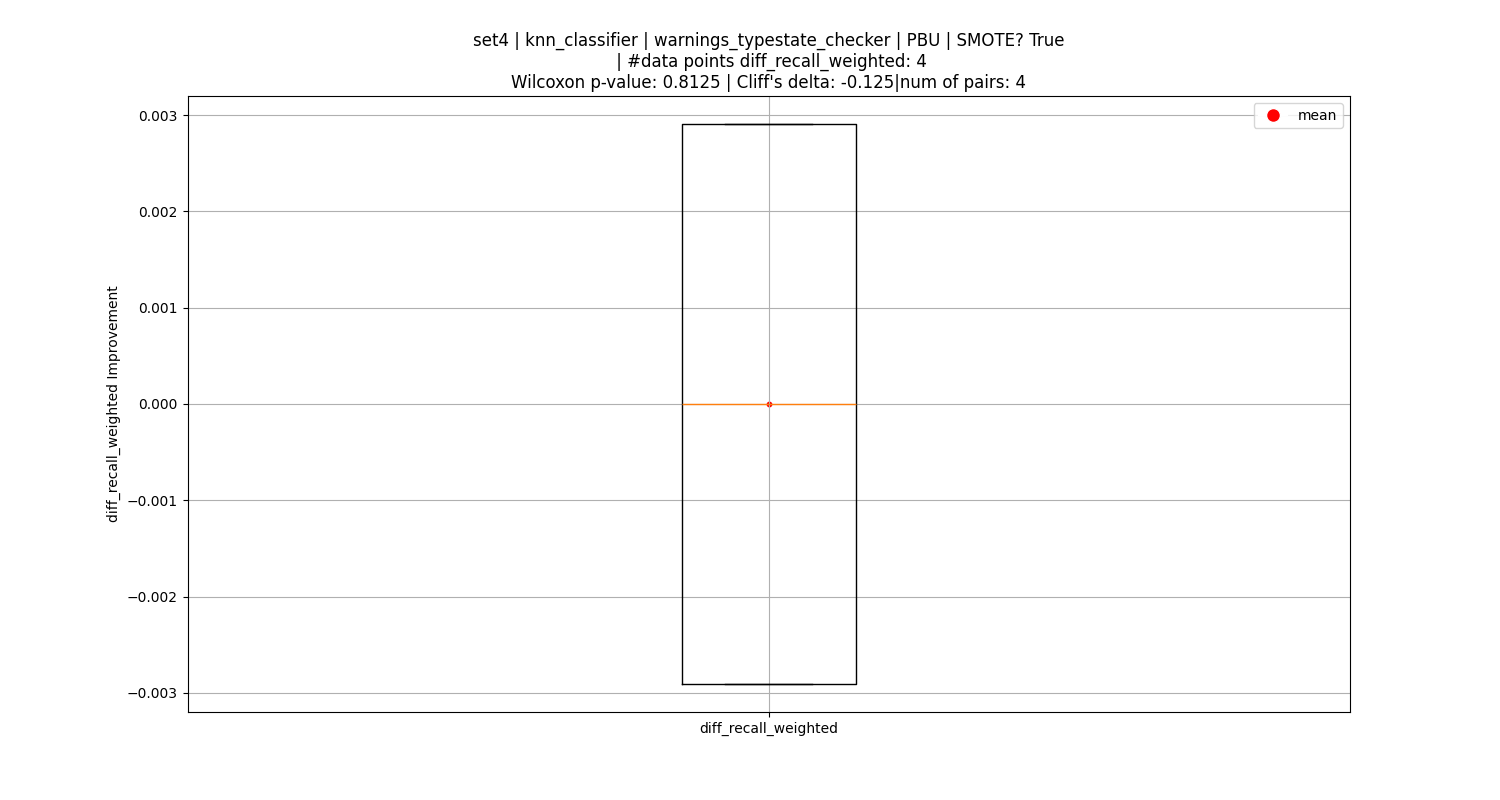 set4 | knn_classifier | warnings_typestate_checker | PBU | SMOTE? True
| #data points diff_recall_weighted: 4
Wilcoxon p-value: 0.8125 | Cliff's delta: -0.125|num of pairs: 4
mean
0.003
0.002
0.001
0.000
−0.001
−0.002
−0.003
diff_recall_weighted Improvement
diff_recall_weighted